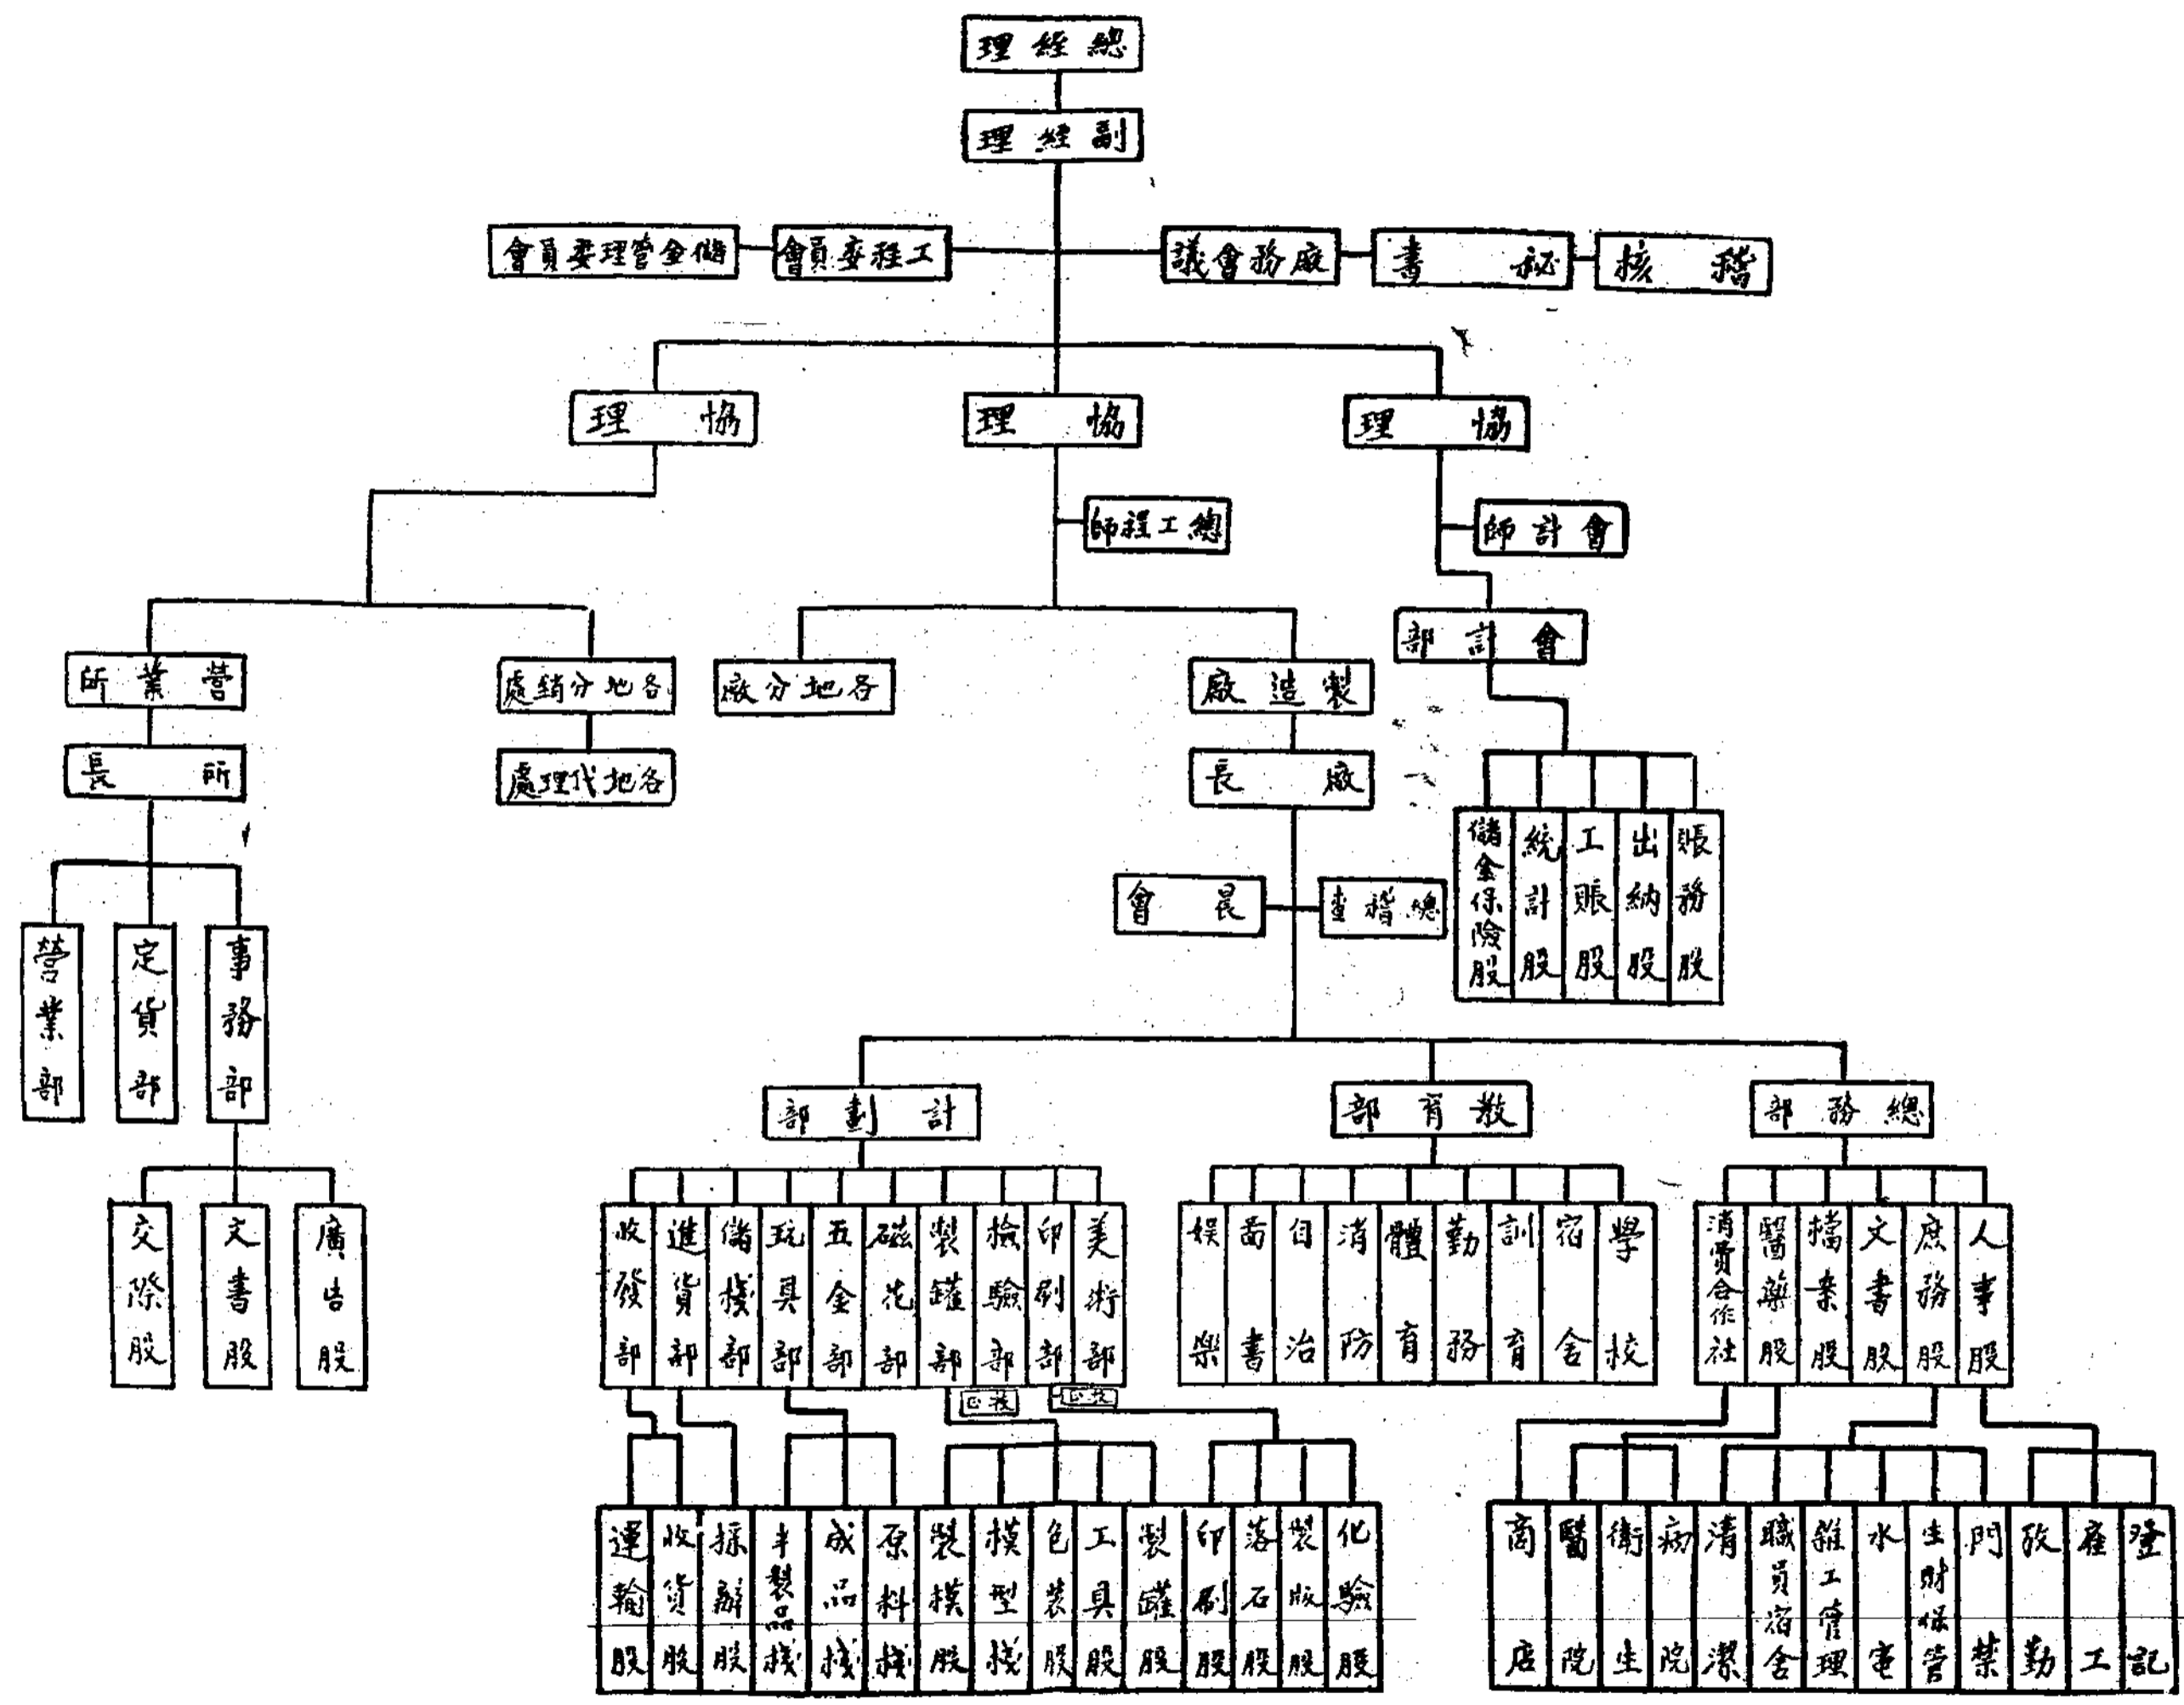 總經理
副經理
稽核
秘書
廠務會議
工程委員會
儲金管理委員會
協理
協理
協理
會計師
總工程師
會計部
製造廠
各地分廠
各地分銷處
營業所
廠長
各地代理處
所長
賬務股
出納股
工賬股
統計股
儲金保險股
總稽查
晨會
事務部
定貨部
營業部
總務部
教育部
計劃部
廣告股
文書股
交際股
人事股
庶務股
文書股
檔案股
醫藥股
消費合作社
學校
宿舍
訓育
勤務
體育
消防
自治
圖書
娛樂
美術部
印刷部
檢驗部
製罐部
磁花部
五金部
玩具部
儲棧部
進貨部
收發部
登記
雇工
攷勤
門禁
生財保管
水電
雜工管理
職員宿舍
清潔
病院
衛生
醫院
商店
化驗股
製版股
落石股
印刷股
製罐股
工具股
包裝股
模型棧
裝模股
原料棧
成品棧
半製品棧
採辦股
收貨股
運輸股